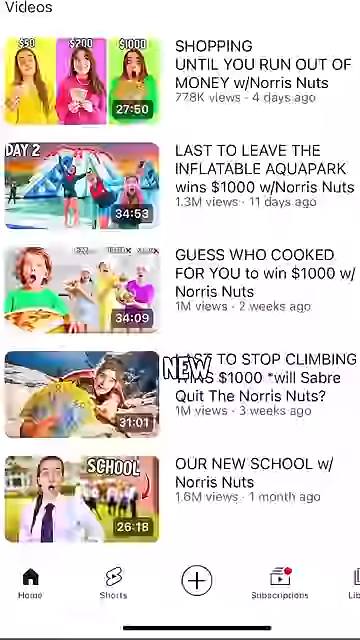 Videos
$50 $200 $1000
27:50
SHOPPING
UNTIL YOU RUN OUT OF
MONEY w/Norris Nuts
778K views · 4 days ago
DAY 2
34:53
LAST TO LEAVE THE
INFLATABLE AQUAPARK
wins $1000 w/Norris Nuts
1.3M views · 11 days ago
34:09
GUESS WHO COOKED
FOR YOU to win $1000 w/
Norris Nuts
1M views · 2 weeks ago
31:01
NEW
TO STOP CLIMBING
$1000 *will Sabre
Quit The Norris Nuts?
1M views · 3 weeks ago
SCHOOL
26:18
OUR NEW SCHOOL w/
Norris Nuts
1.6M views · 1 month ago
Home
Shorts
Subscriptions
Lib